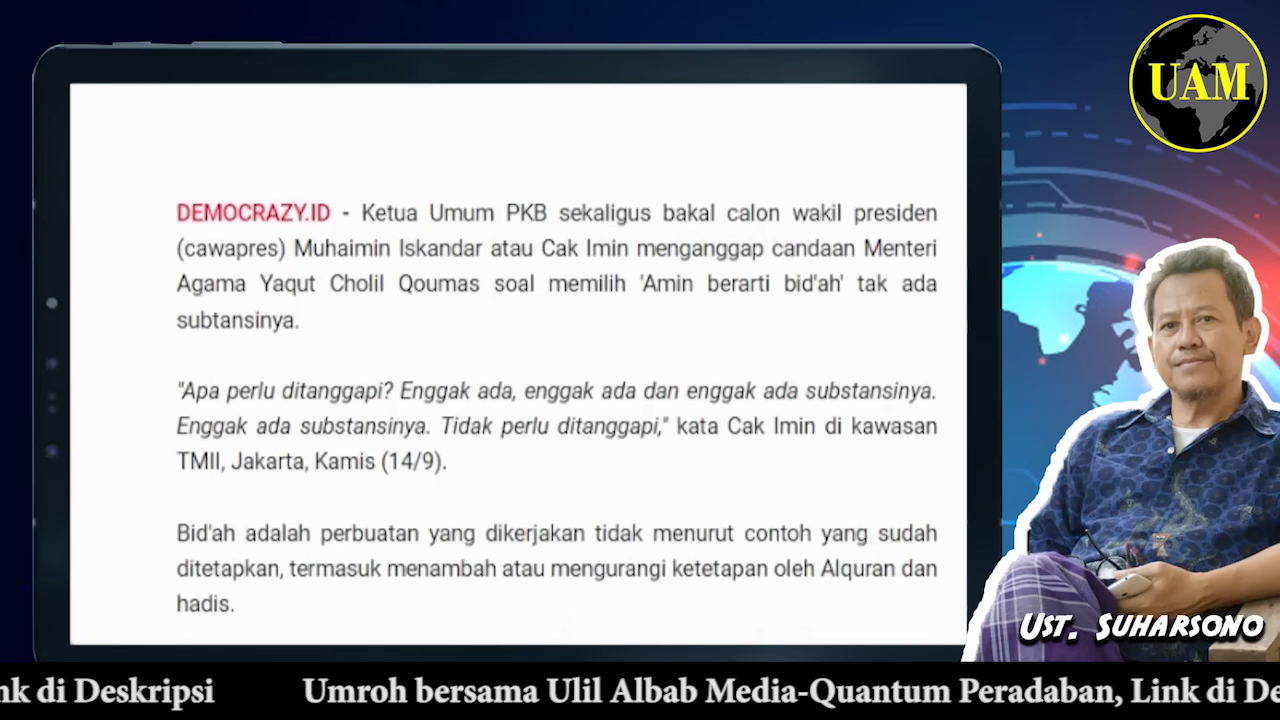 UAM
DEMOCRAZY.ID - Ketua Umum PKB sekaligus bakal calon wakil presiden
(cawapres) Muhaimin Iskandar atau Cak Imin menganggap candaan Menteri
Agama Yaqut Cholil Qoumas soal memilih 'Amin berarti bid'ah' tak ada
subtansinya.
"Apa perlu ditanggapi? Enggak ada, enggak ada dan enggak ada substansinya.
Enggak ada substansinya. Tidak perlu ditanggapi," kata Cak Imin di kawasan
TMII, Jakarta, Kamis (14/9).
Bid'ah adalah perbuatan yang dikerjakan tidak menurut contoh yang sudah
ditetapkan, termasuk menambah atau mengurangi ketetapan oleh Alquran dan
hadis.
UST. SUHARSONO
nk di Deskripsi Umroh bersama Ulil Albab Media-Quantum Peradaban, Link di De